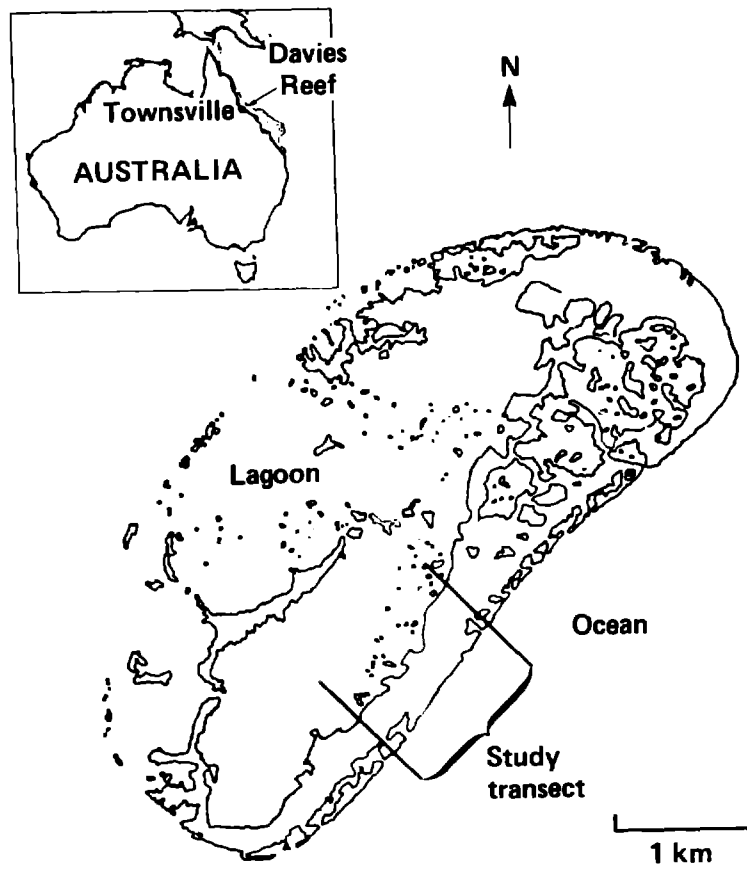 Davies
Reef
Townsville
AUSTRALIA
N
Lagoon
Ocean
Study
transect
1 km